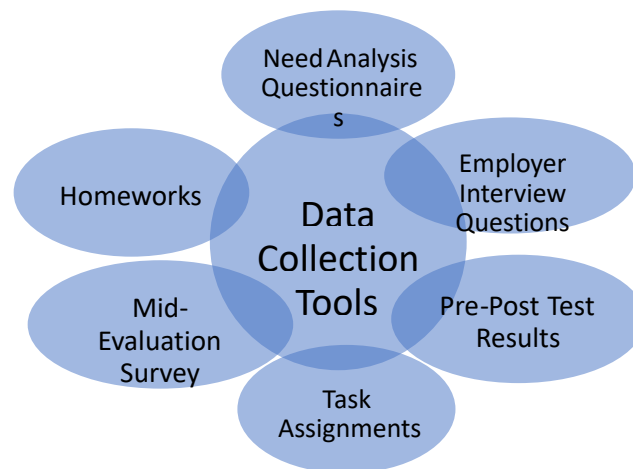 Need Analysis
Questionnaire
s
Employer
Interview
Questions
Pre-Post Test
Results
Task
Assignments
Mid-
Evaluation
Survey
Homeworks
Data
Collection
Tools